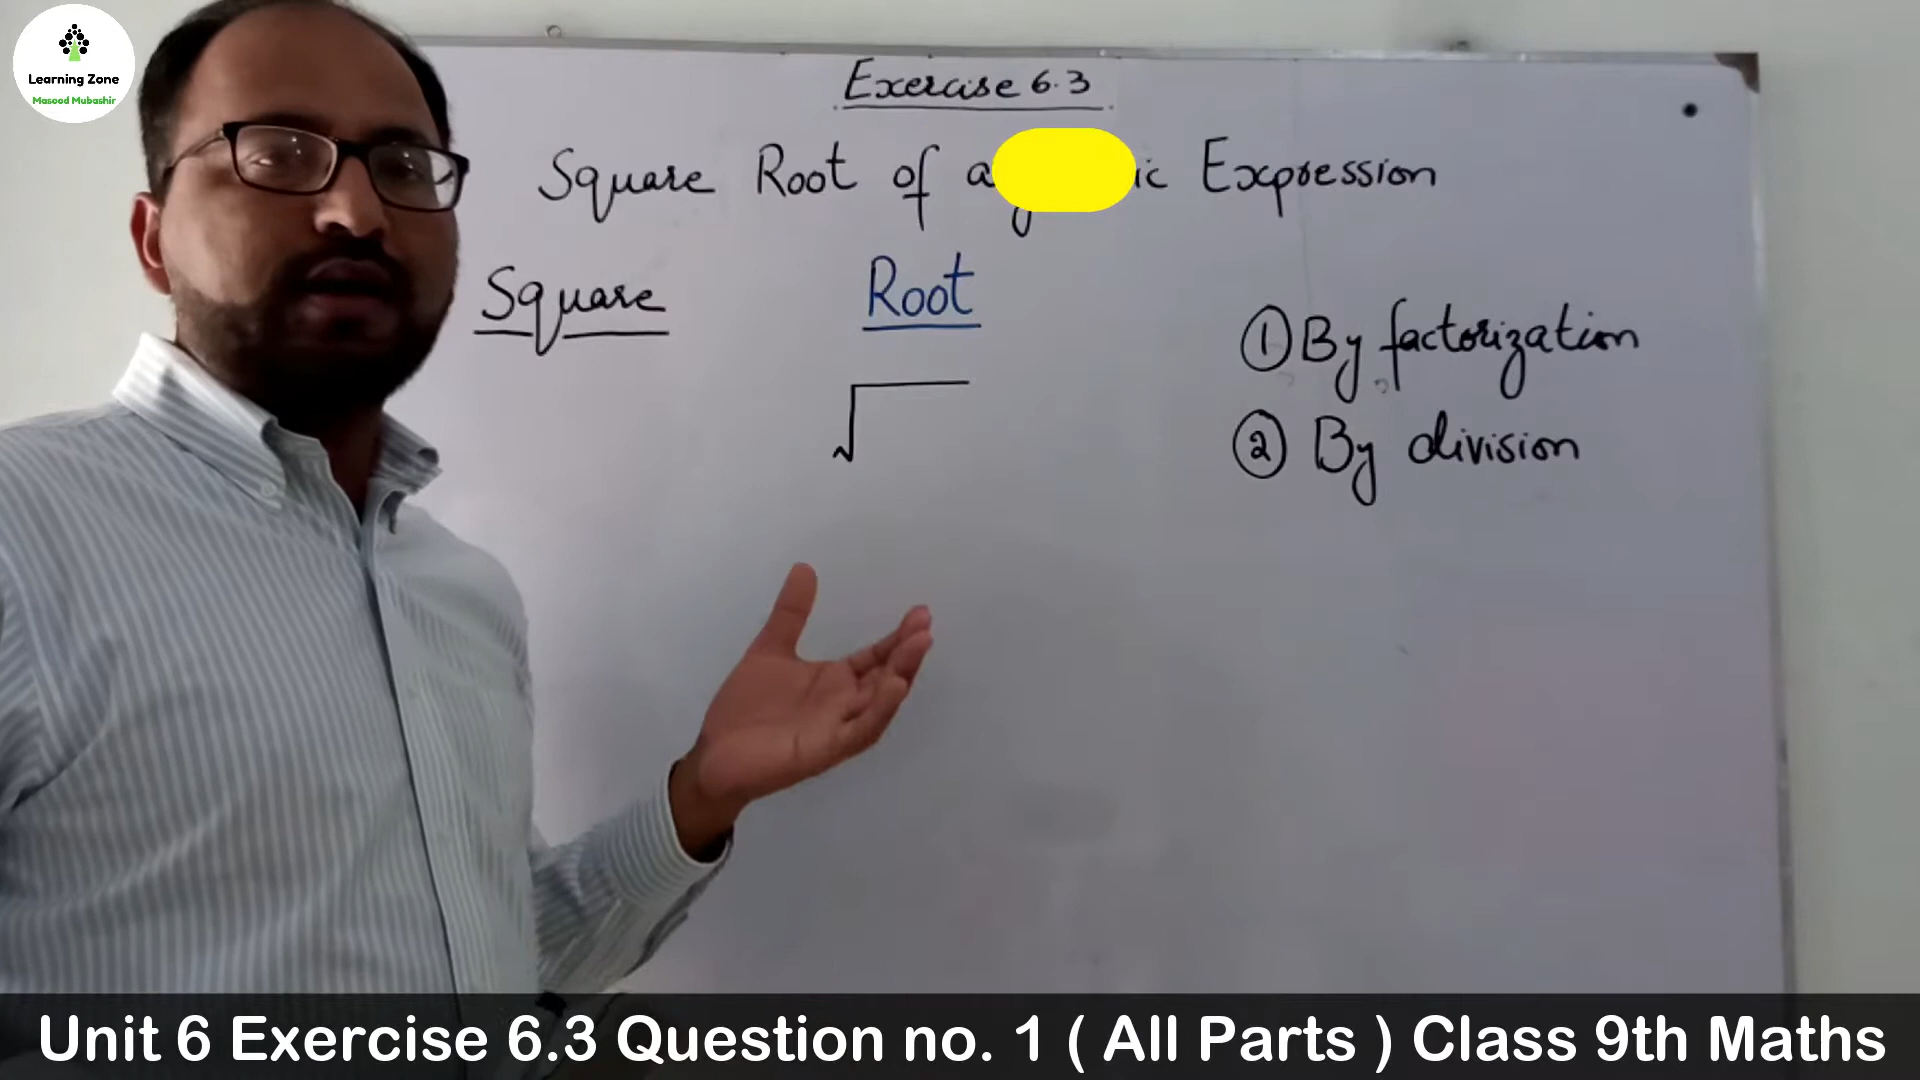 Learning Zone
Masood Mubashir
Exercise 6.3
Square Root of Expression
Square Root
① By factorization
② By division
Unit 6 Exercise 6.3 Question no. 1 ( All Parts ) Class 9th Maths